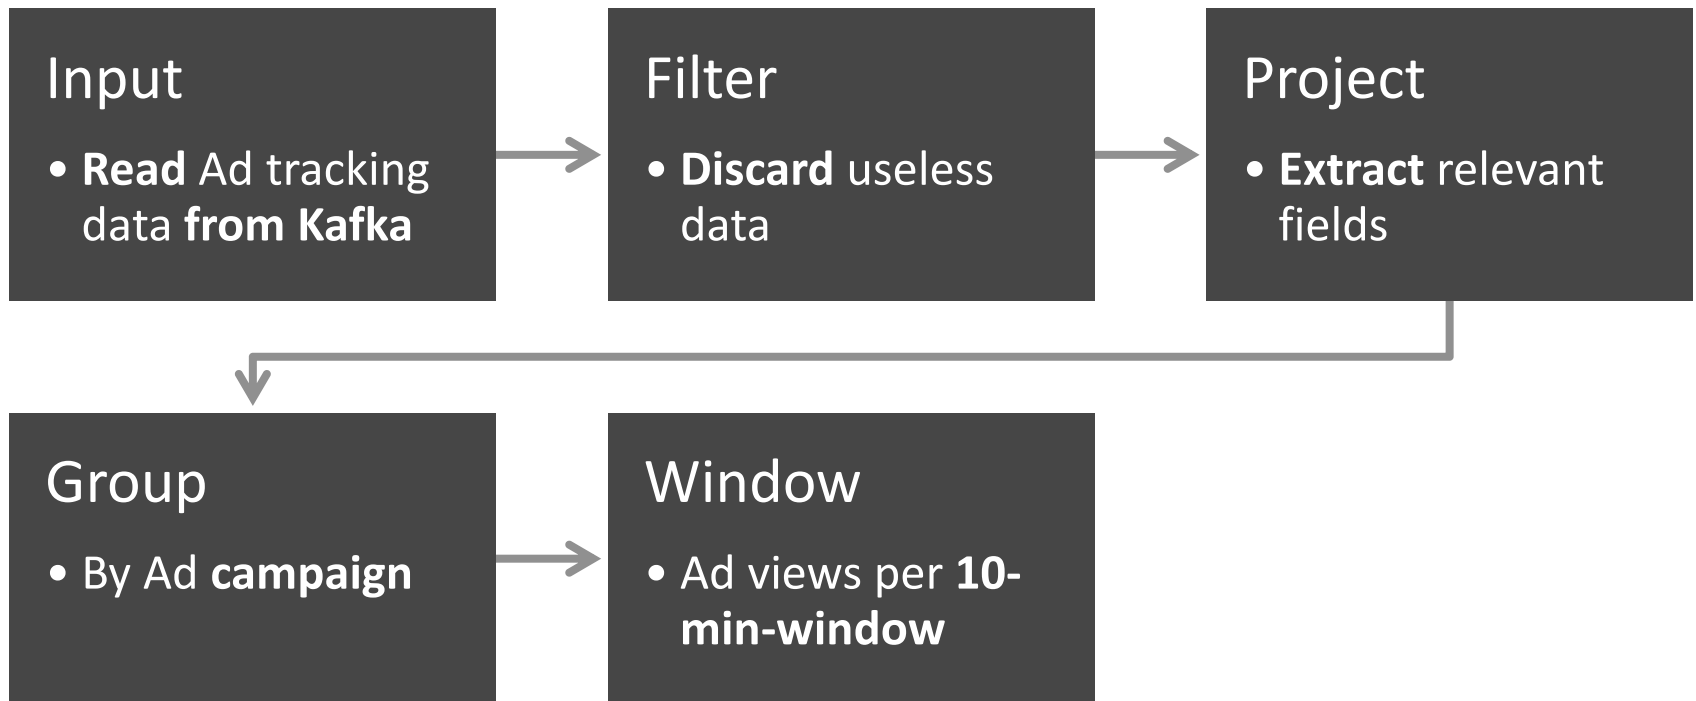 Input
• Read Ad tracking
data from Kafka
Filter
• Discard useless
data
Project
• Extract relevant
fields
Group
• By Ad campaign
Window
• Ad views per 10-
min-window